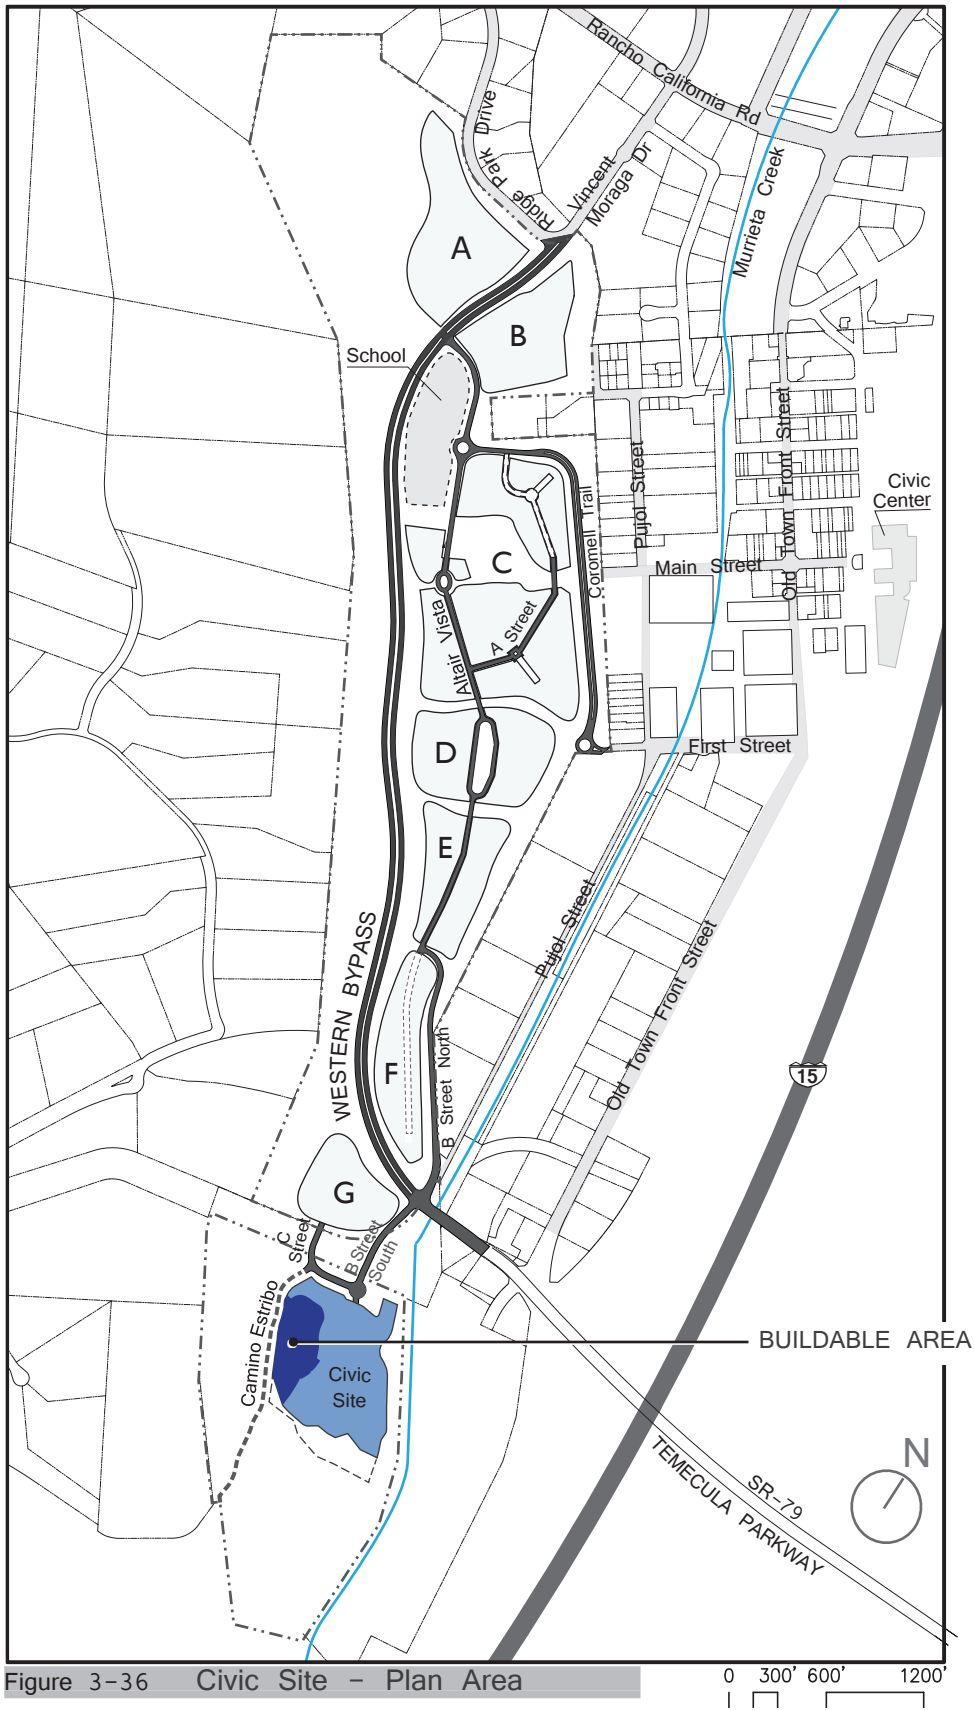 Rancho California Rd
Ridge Park Drive
Vincent
Moraga Dr
Murrieta Creek
A
B
School
Old Town Front Street
Pujol Street
Civic
Center
Coromell Trail
C
Main Street
Altair Vista
A Street
D
First Street
E
WESTERN BYPASS
Pujol Street
Old Town Front Street
F
B Street North
15
G
C
Street
B Street
South
Camino Estribo
BUILDABLE AREA
Civic
Site
N
SR-79
TEMECULA PARKWAY
Figure 3-36 Civic Site - Plan Area
0 300' 600' 1200'